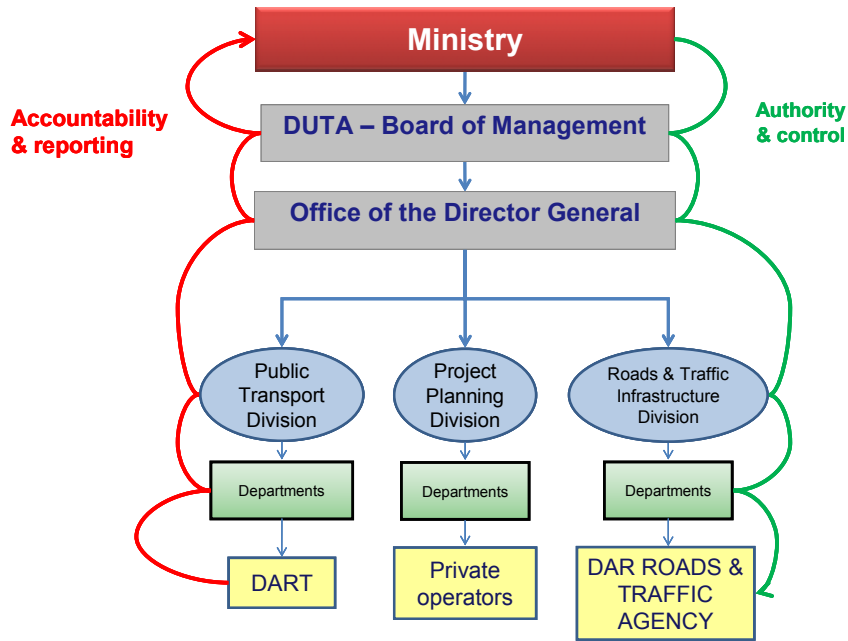 Ministry
Accountability
& reporting
Authority
& control
DUTA – Board of Management
Office of the Director General
Public
Transport
Division
Project
Planning
Division
Roads & Traffic
Infrastructure
Division
Departments
Departments
Departments
DART
Private
operators
DAR ROADS &
TRAFFIC
AGENCY